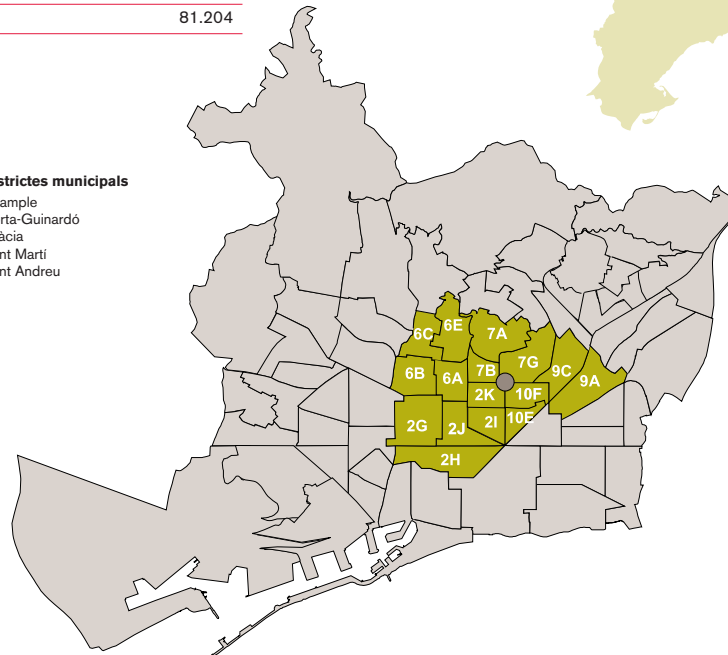 81.204
strictes municipals
ample
rta-Guinardó
àcia
nt Martí
nt Andreu
6C
6E
7A
6B
6A
7B
7G
9C
9A
2K
10F
2G
2J
2I
10E
2H